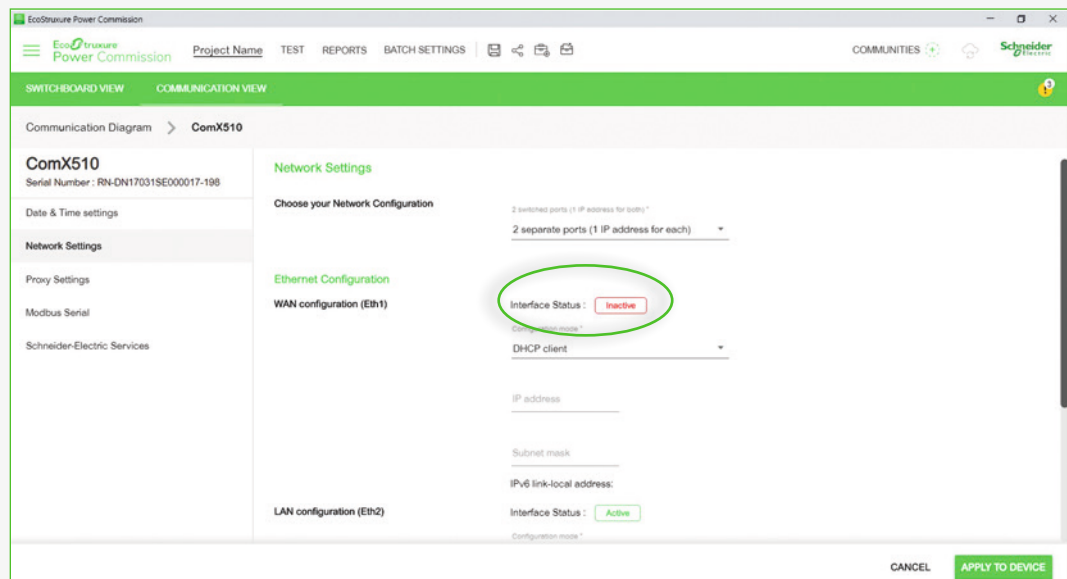 EcoStruxure Power Commission
EcoStruxure
Power Commission
Project Name TEST REPORTS BATCH SETTINGS
COMMUNITIES
Schneider
Electric
SWITCHBOARD VIEW COMMUNICATION VIEW
3
Communication Diagram > ComX510
ComX510
Serial Number : RN-DN17031SE000017-198
Date & Time settings
Network Settings
Proxy Settings
Modbus Serial
Schneider-Electric Services
Network Settings
Choose your Network Configuration
2 switched ports (1 IP address for both) *
2 separate ports (1 IP address for each)
Ethernet Configuration
WAN configuration (Eth1)
Interface Status : Inactive
Configuration mode *
DHCP client
IP address
Subnet mask
IPv6 link-local address:
LAN configuration (Eth2)
Interface Status : Active
Configuration mode *
CANCEL APPLY TO DEVICE